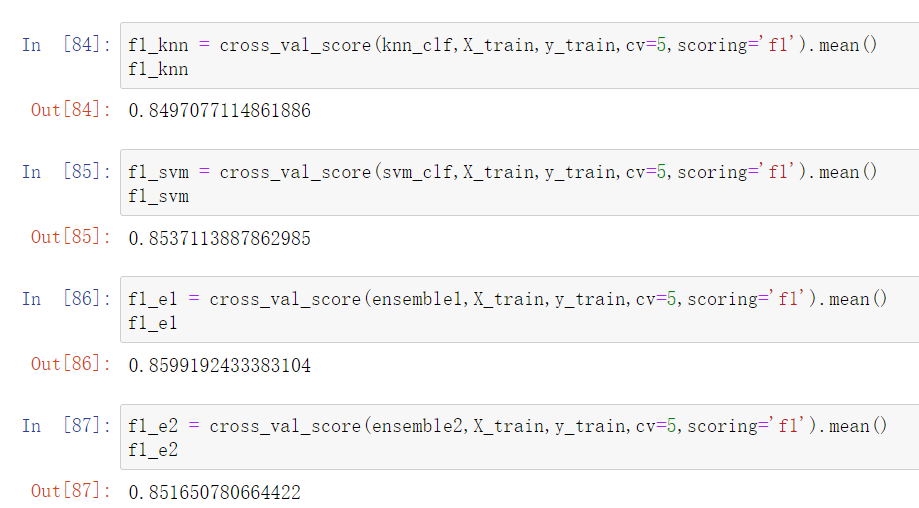 In [84]: f1_knn = cross_val_score(knn_clf,X_train,y_train,cv=5,scoring='f1').mean()
f1_knn
Out[84]: 0.8497077114861886
In [85]: f1_svm = cross_val_score(svm_clf,X_train,y_train,cv=5,scoring='f1').mean()
f1_svm
Out[85]: 0.8537113887862985
In [86]: f1_e1 = cross_val_score(ensemble1,X_train,y_train,cv=5,scoring='f1').mean()
f1_e1
Out[86]: 0.8599192433383104
In [87]: f1_e2 = cross_val_score(ensemble2,X_train,y_train,cv=5,scoring='f1').mean()
f1_e2
Out[87]: 0.851650780664422